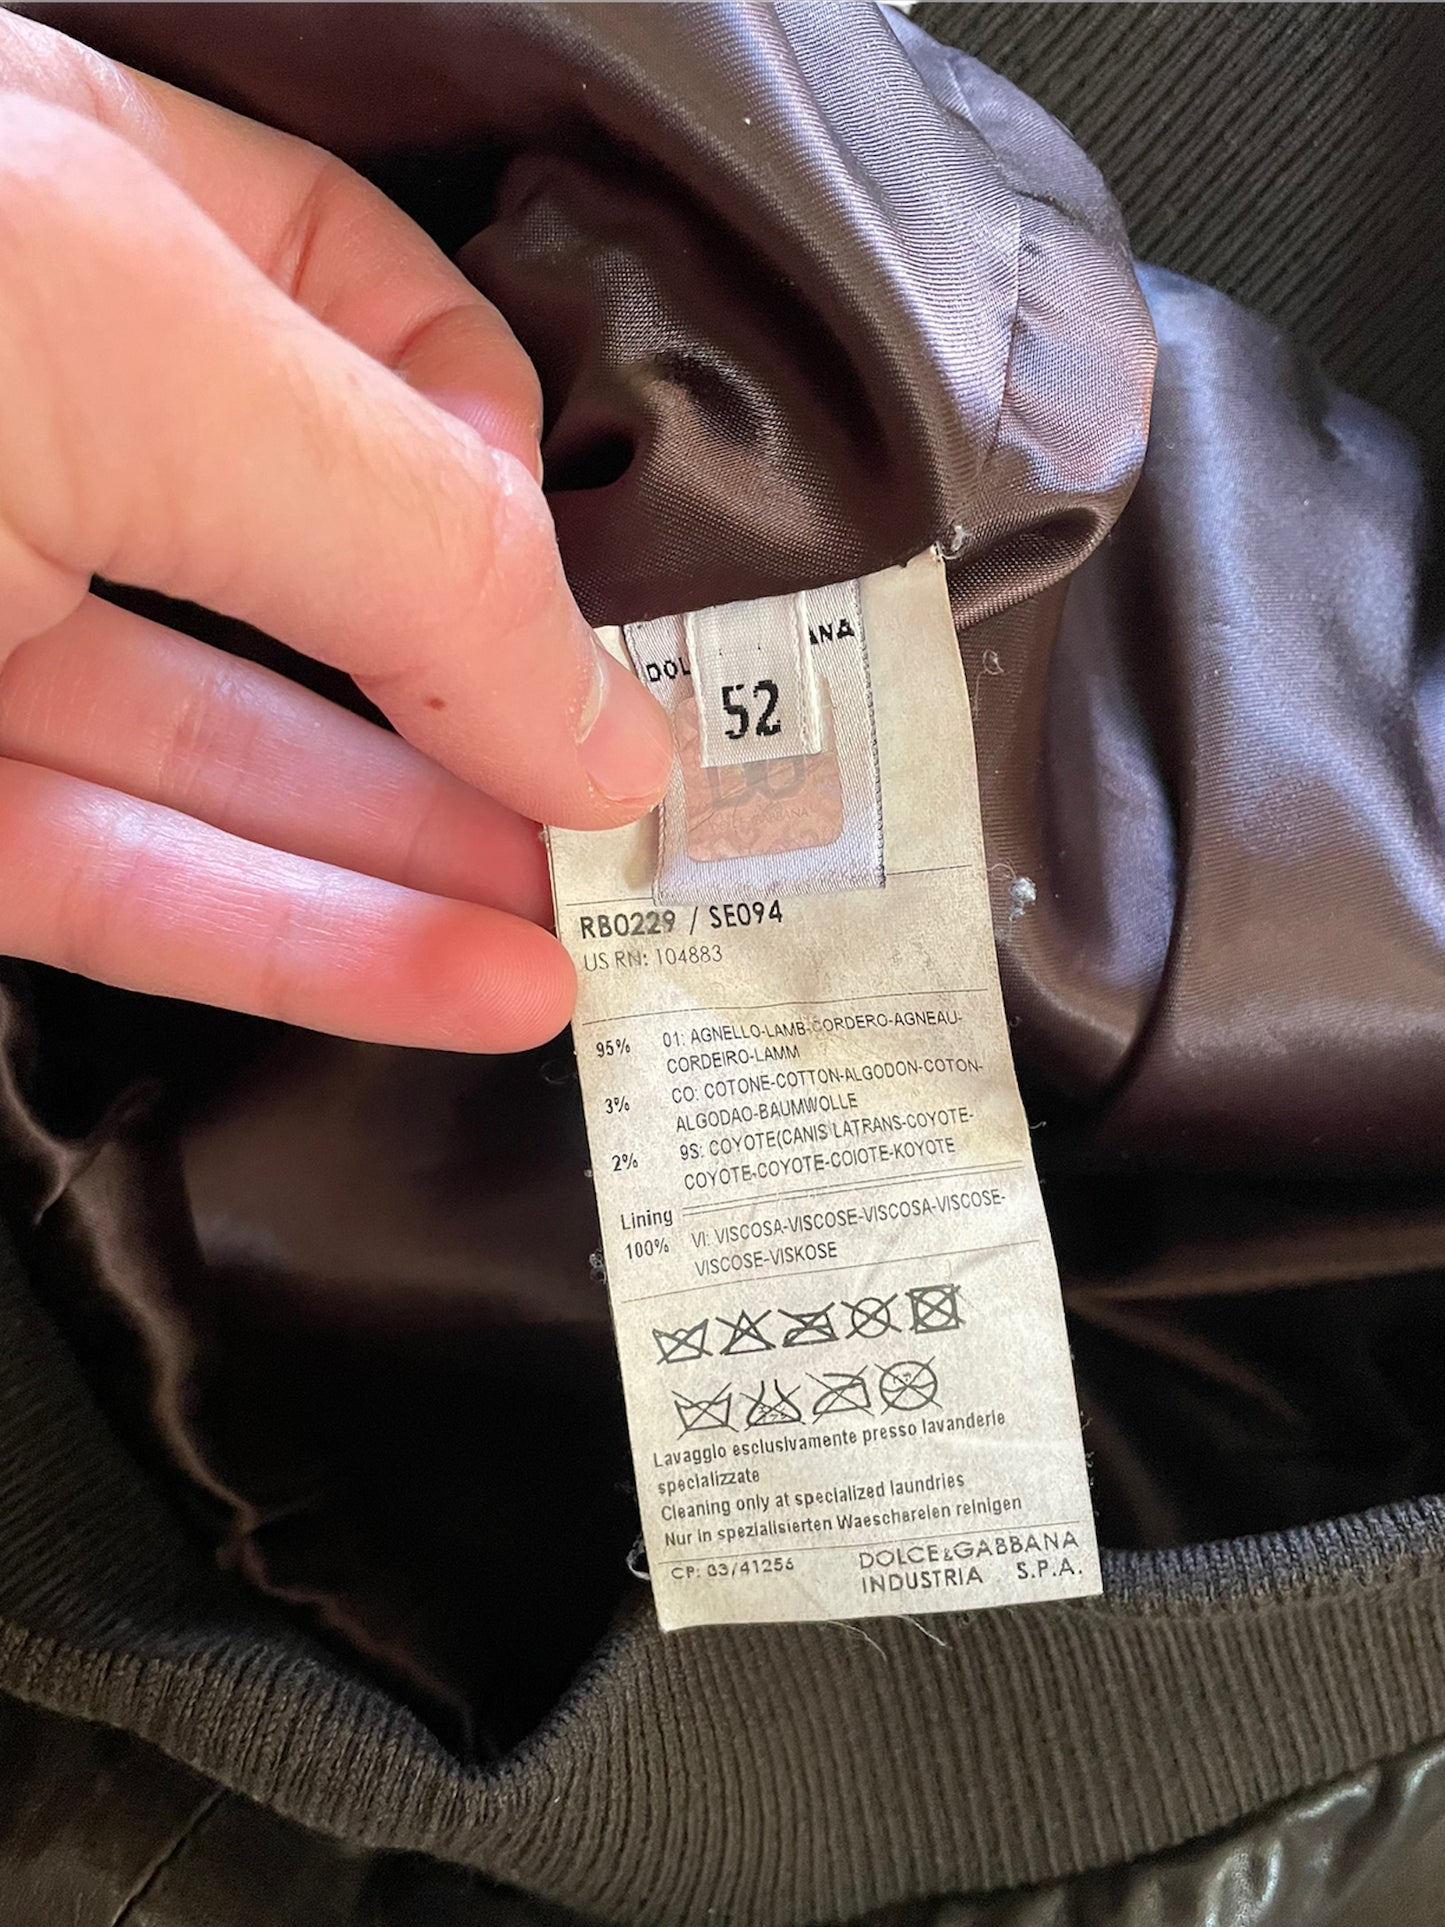 DOL ANA
52
GABBANA
RB0229 / SE094
US RN: 104883
95% 01: AGNELLO-LAMB-CORDERO-AGNEAU-
CORDEIRO-LAMM
3% CO: COTONE-COTTON-ALGODON-COTON-
ALGODAO-BAUMWOLLE
2% 9S: COYOTE(CANIS LATRANS-COYOTE-
COYOTE-COYOTE-COIOTE-KOYOTE
Lining
100% VI: VISCOSA-VISCOSE-VISCOSA-VISCOSE-
VISCOSE-VISKOSE
Lavaggio esclusivamente presso lavanderie
specializzate
Cleaning only at specialized laundries
Nur in spezialisierten Waescharelen reinigen
CP: 03/41256
DOLCE&GABBANA
INDUSTRIA S.P.A.